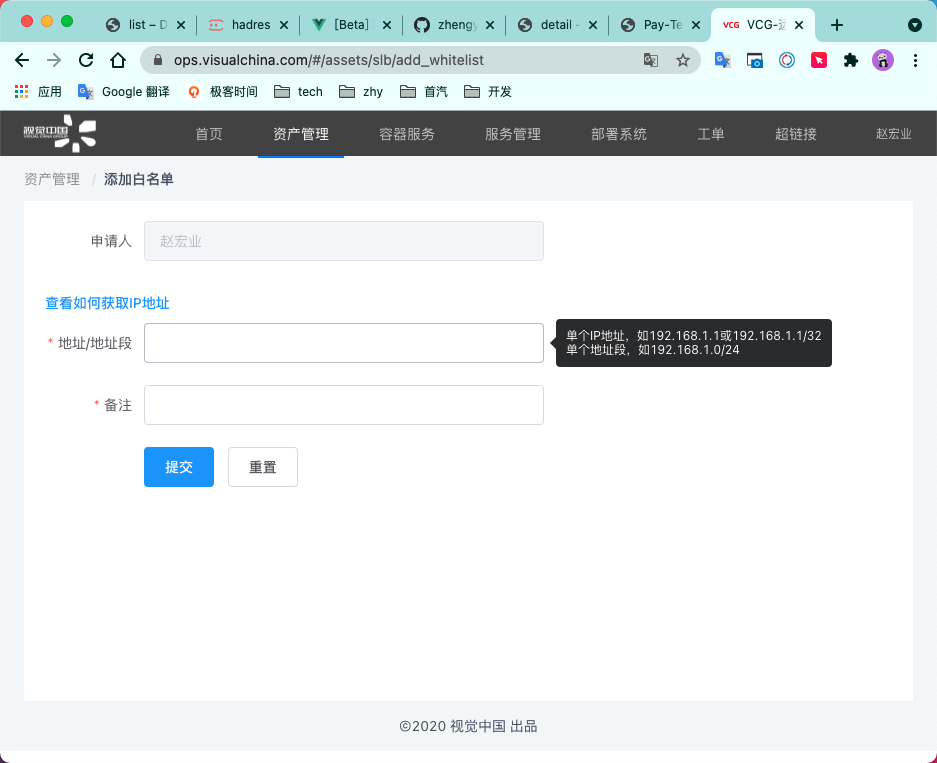 list – D
hadres
[Beta]
zhengy
detail -
Pay-Te
VCG VCG-运
ops.visualchina.com/#/assets/slb/add_whitelist
应用 Google 翻译 极客时间 tech zhy 首汽 开发
视觉中国 首页 资产管理 容器服务 服务管理 部署系统 工单 超链接 赵宏业
VISUAL CHINA GROUP
资产管理 / 添加白名单
申请人 赵宏业
查看如何获取IP地址
* 地址/地址段
单个IP地址，如192.168.1.1或192.168.1.1/32
单个地址段，如192.168.1.0/24
* 备注
提交 重置
©2020 视觉中国 出品